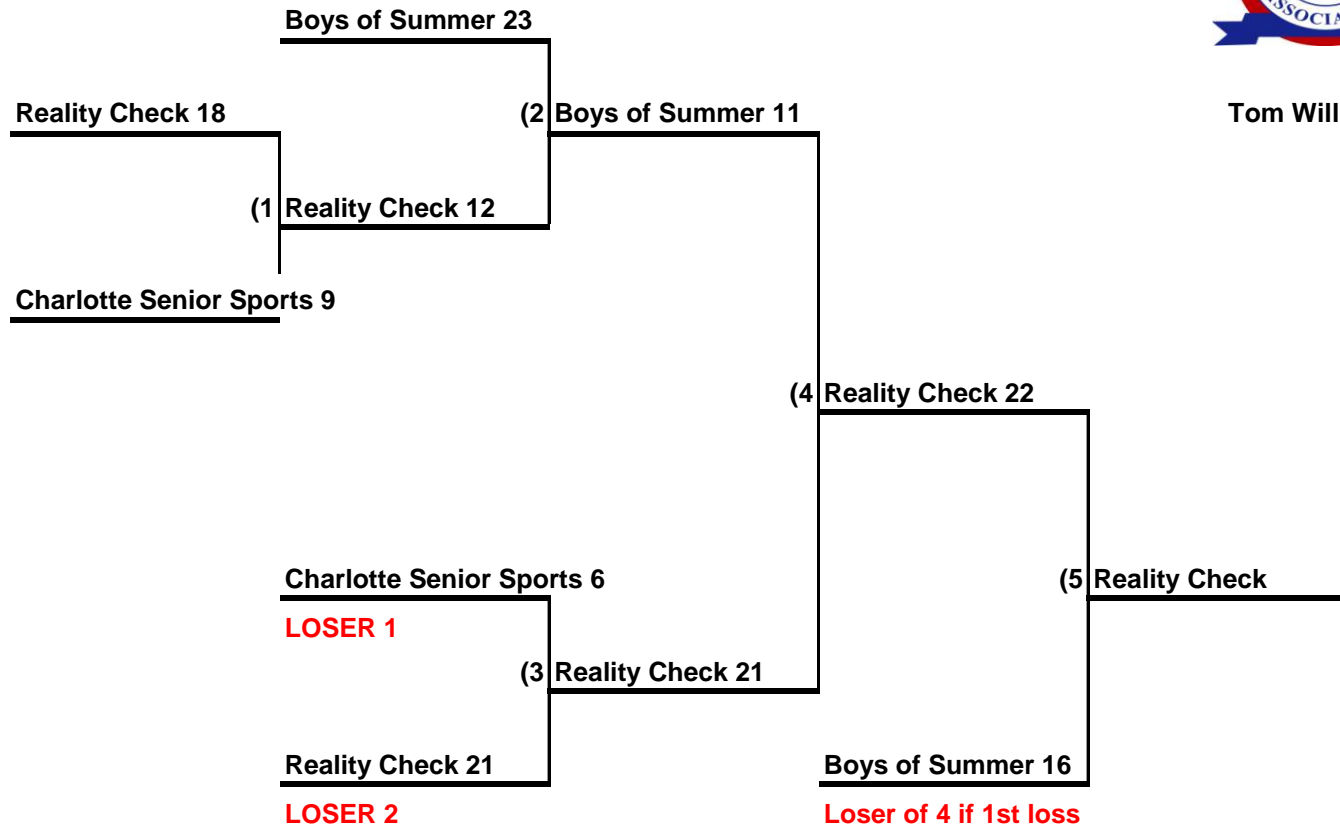 Boys of Summer 23
Reality Check 18
(2 Boys of Summer 11
Tom Will
(1 Reality Check 12
Charlotte Senior Sports 9
(4 Reality Check 22
Charlotte Senior Sports 6
(5 Reality Check
LOSER 1
(3 Reality Check 21
Reality Check 21
Boys of Summer 16
LOSER 2
Loser of 4 if 1st loss